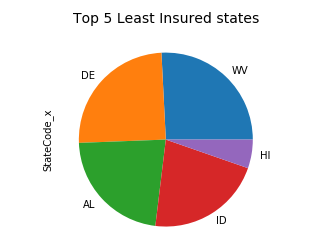 Top 5 Least Insured states
WV
DE
StateCode_x
HI
AL
ID